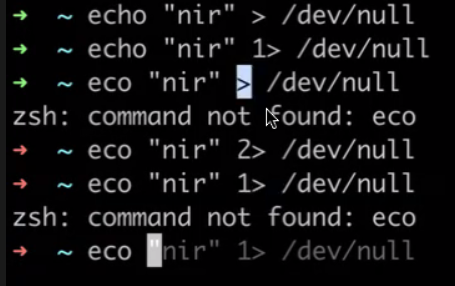 ➜ ~ echo "nir" > /dev/null
➜ ~ echo "nir" 1> /dev/null
➜ ~ eco "nir" > /dev/null
zsh: command not found: eco
➜ ~ eco "nir" 2> /dev/null
➜ ~ eco "nir" 1> /dev/null
zsh: command not found: eco
➜ ~ eco "nir" 1> /dev/null